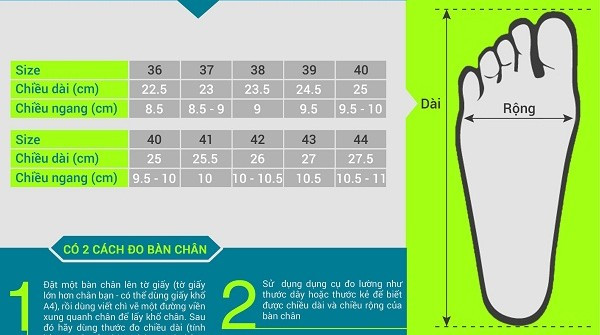 Size 36 37 38 39 40
Chiều dài (cm) 22.5 23 23.5 24.5 25
Chiều ngang (cm) 8.5 8.5 - 9 9 9.5 9.5 - 10
Size 40 41 42 43 44
Chiều dài (cm) 25 25.5 26 27 27.5
Chiều ngang (cm) 9.5 - 10 10 10 - 10.5 10.5 10.5 - 11
Dài
Rộng
CÓ 2 CÁCH ĐO BÀN CHÂN
1
Đặt một bàn chân lên tờ giấy (tờ giấy
lớn hơn chân bạn - có thể dùng giấy khổ
A4), rồi dùng viết chì vẽ một đường viền
xung quanh chân để lấy khổ chân. Sau
đó hãy dùng thước đo chiều dài (tính
2
Sử dụng dụng cụ đo lường như
thước dây hoặc thước kẻ để biết
được chiều dài và chiều rộng của
bàn chân